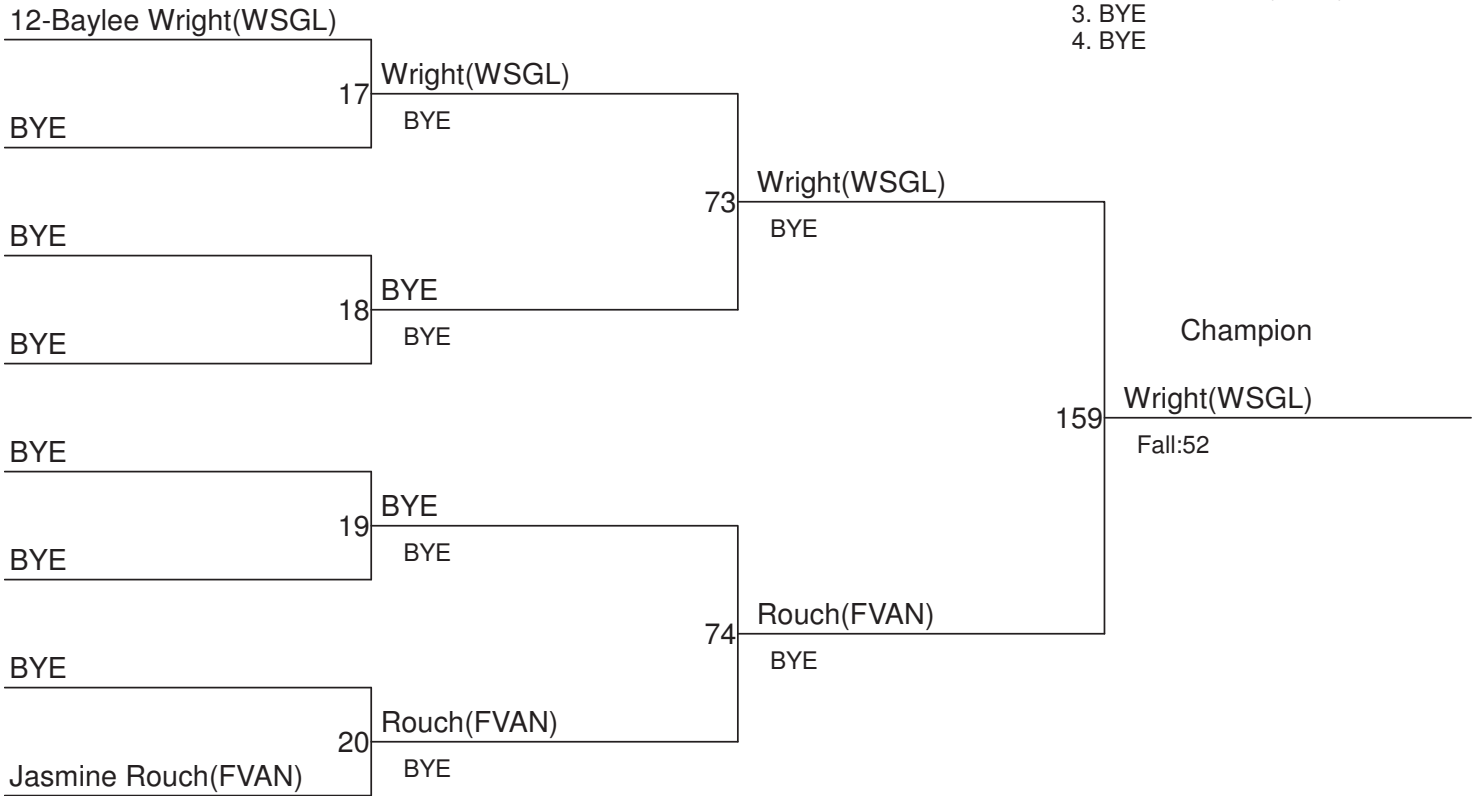 12-Baylee Wright(WSGL)
3. BYE
4. BYE
17
Wright(WSGL)
BYE
BYE
73
Wright(WSGL)
BYE
BYE
18
BYE
BYE
BYE
Champion
159
Wright(WSGL)
Fall:52
BYE
19
BYE
BYE
BYE
74
Rouch(FVAN)
BYE
BYE
20
Rouch(FVAN)
BYE
Jasmine Rouch(FVAN)